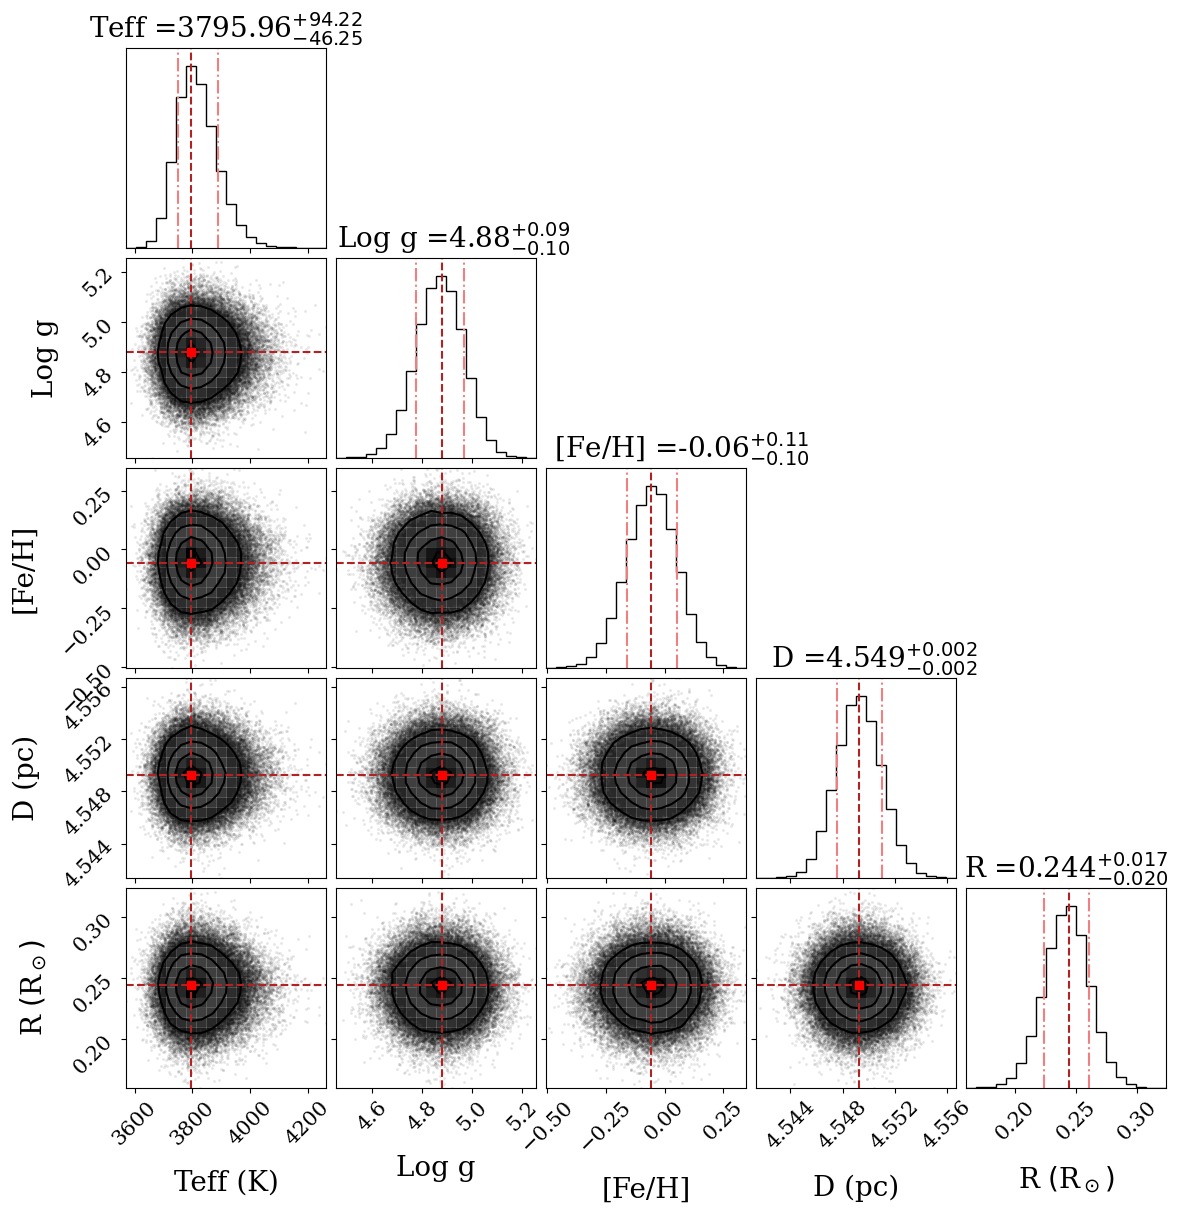 Teff =3795.96+94.22−46.25
Log g =4.88+0.09−0.10
5.2
5.0
4.8
4.6
Log g
[Fe/H] =-0.06+0.11−0.10
0.25
0.00
−0.25
−0.50
[Fe/H]
D =4.549+0.002−0.002
4.556
4.552
4.548
4.544
D (pc)
R =0.244+0.017−0.020
0.30
0.25
0.20
R (R⊙)
3600 3800 4000 4200
4.6 4.8 5.0 5.2
−0.50 −0.25 0.00 0.25
4.544 4.548 4.552 4.556
0.20 0.25 0.30
Teff (K)
Log g
[Fe/H]
D (pc)
R (R⊙)